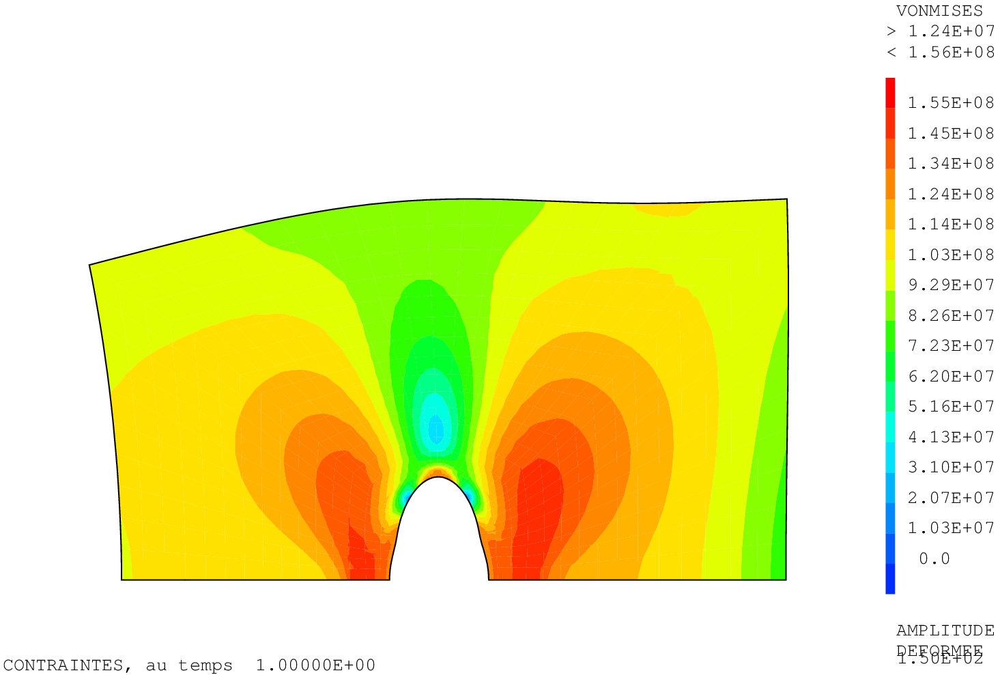 VONMISES
> 1.24E+07
< 1.56E+08
1.55E+08
1.45E+08
1.34E+08
1.24E+08
1.14E+08
1.03E+08
9.29E+07
8.26E+07
7.23E+07
6.20E+07
5.16E+07
4.13E+07
3.10E+07
2.07E+07
1.03E+07
0.0
AMPLITUDE
DEFORMEE
1.50E+02
CONTRAINTES, au temps 1.00000E+00